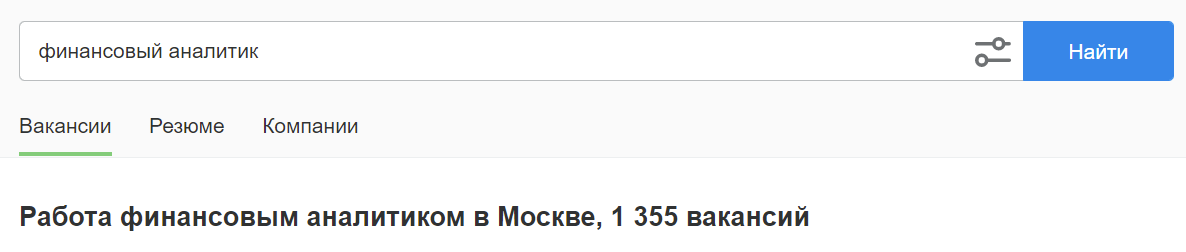 финансовый аналитик
Найти
Вакансии Резюме Компании
Работа финансовым аналитиком в Москве, 1 355 вакансий